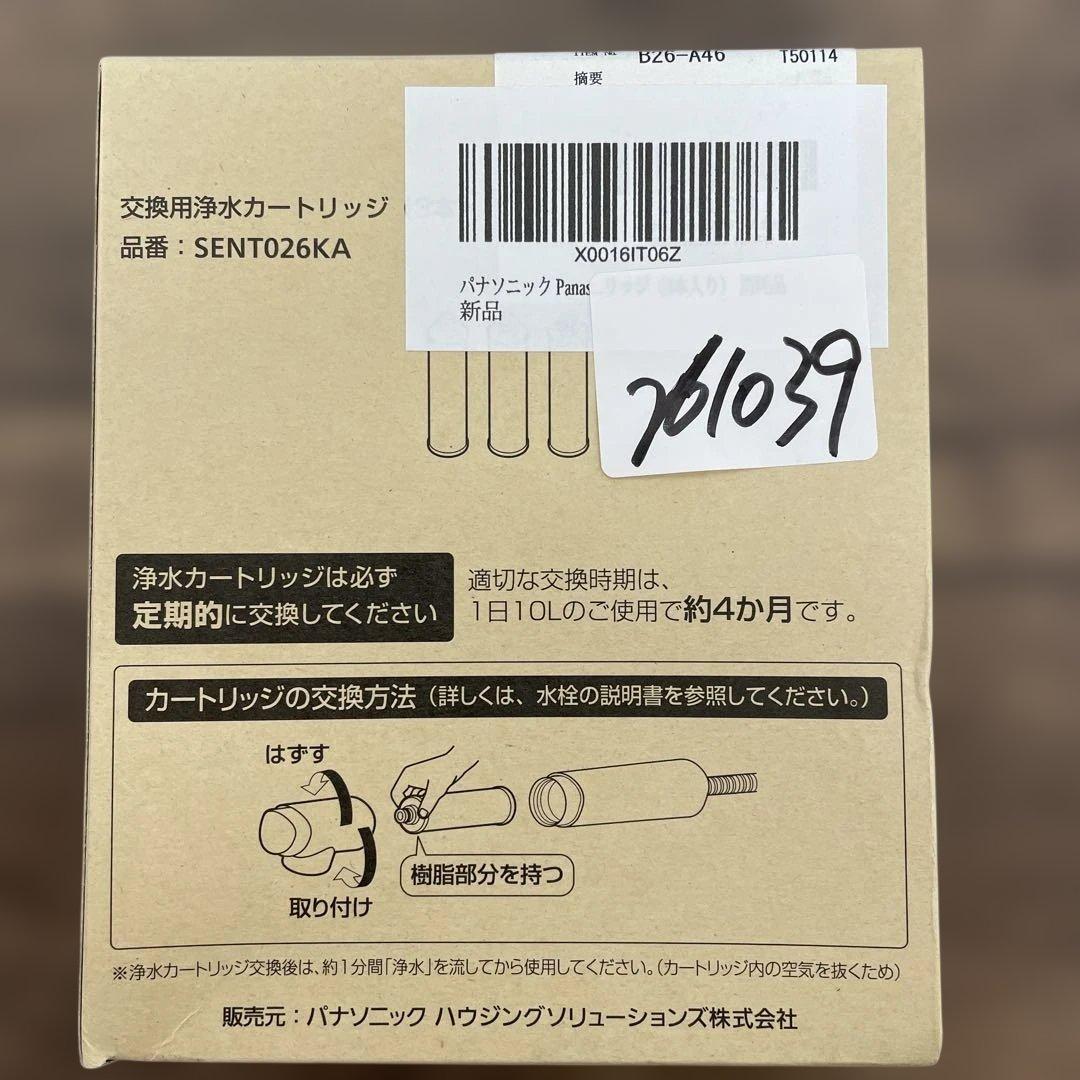 B26-A46 T50114
摘要
X0016IT06Z
パナソニック Panas
新品
261039
交換用浄水カートリッジ
品番：SENT026KA
浄水カートリッジは必ず
定期的に交換してください
適切な交換時期は、
1日10Lのご使用で約4か月です。
カートリッジの交換方法（詳しくは、水栓の説明書を参照してください。）
はずす
樹脂部分を持つ
取り付け
※浄水カートリッジ交換後は、約1分間「浄水」を流してから使用してください。（カートリッジ内の空気を抜くため）
販売元：パナソニック ハウジングソリューションズ株式会社